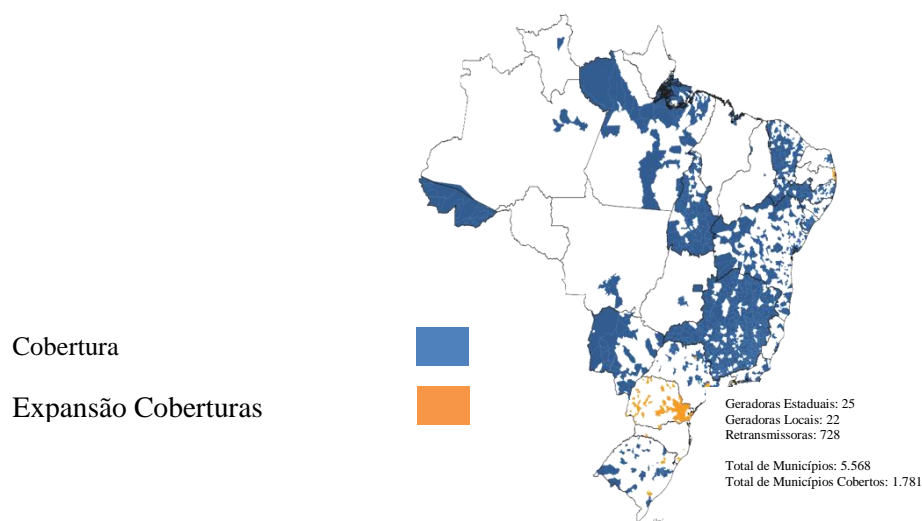 Cobertura
Expansão Coberturas
Geradoras Estaduais: 25
Geradoras Locais: 22
Retransmissoras: 728
Total de Municípios: 5.568
Total de Municípios Cobertos: 1.781